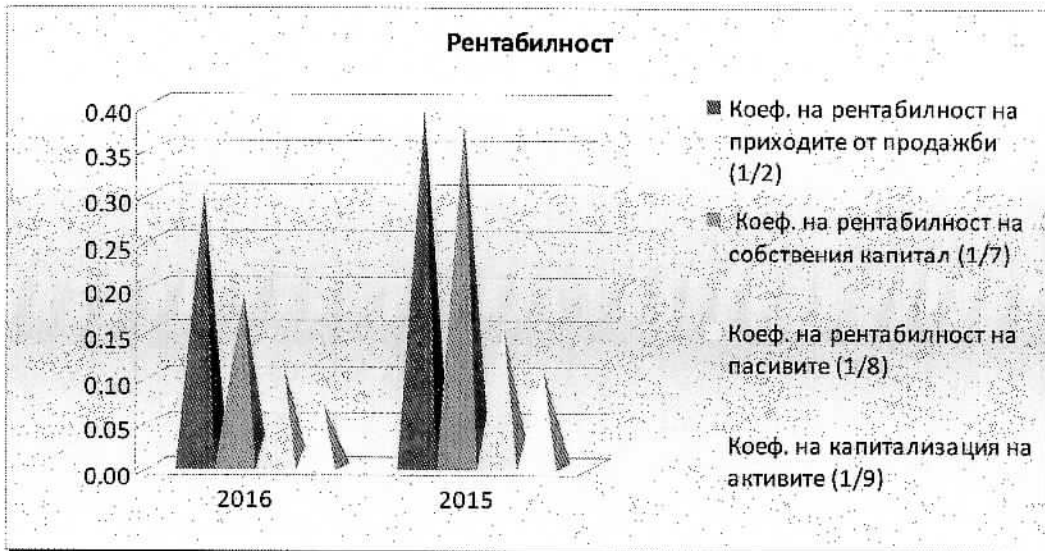 Рентабилност
0.40
0.35
0.30
0.25
0.20
0.15
0.10
0.05
0.00
2016
2015
Коеф. на рентабилност на
приходите от продажби
(1/2)
Коеф. на рентабилност на
собствения капитал (1/7)
Коеф. на рентабилност на
пасивите (1/8)
Коеф. на капитализация на
активите (1/9)